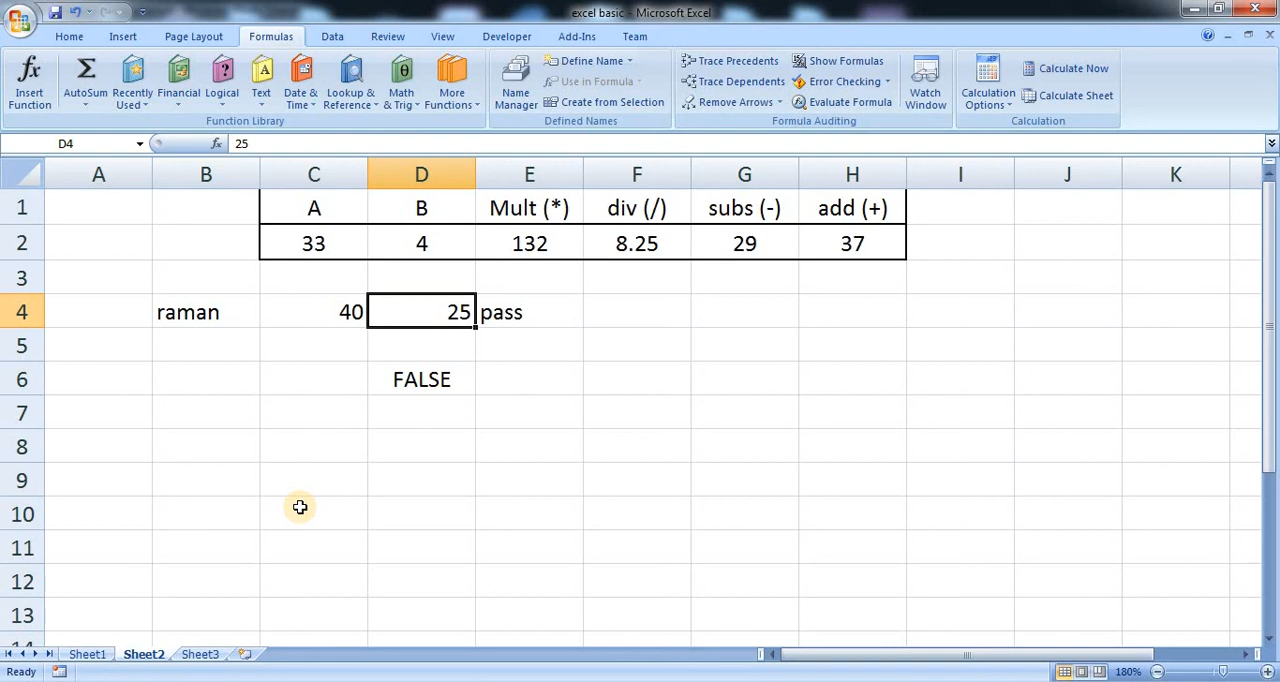 excel basic - Microsoft Excel
Home Insert Page Layout Formulas Data Review View Developer Add-Ins Team
fx Σ ? A θ
Insert Function AutoSum Recently Used Financial Logical Text Date & Time Lookup & Reference Math & Trig More Functions
Function Library
Name Manager Define Name Use in Formula Create from Selection
Defined Names
Trace Precedents Trace Dependents Remove Arrows Show Formulas Error Checking Evaluate Formula Watch Window
Formula Auditing
Calculation Options Calculate Now Calculate Sheet
Calculation
D4 fx 25
A B C D E F G H I J K
1 A B Mult (*) div (/) subs (-) add (+)
2 33 4 132 8.25 29 37
3
4 raman 40 25 pass
5
6 FALSE
7
8
9
10
11
12
13
14
Sheet1 Sheet2 Sheet3
Ready 180%